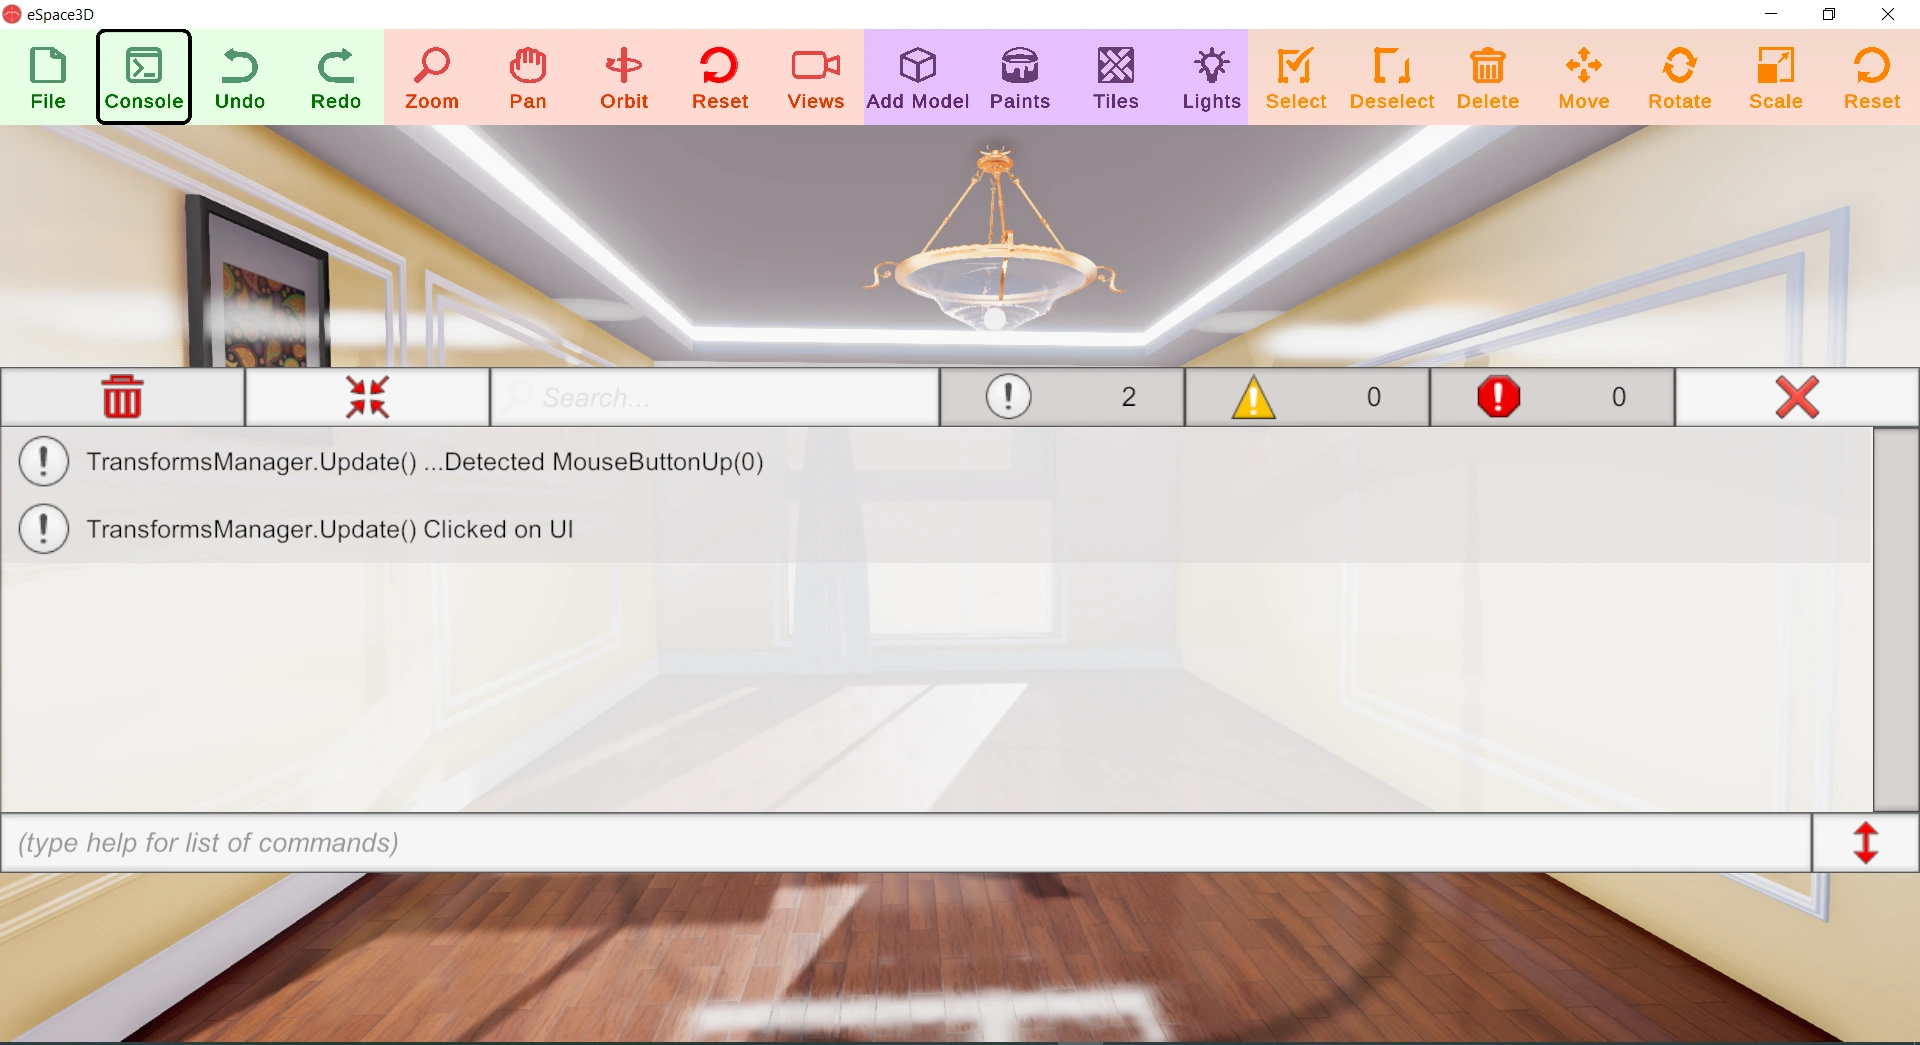 eSpace3D
File Console Undo Redo Zoom Pan Orbit Reset Views Add Model Paints Tiles Lights Select Deselect Delete Move Rotate Scale Reset
Search... 2 0 0
TransformsManager.Update() ...Detected MouseButtonUp(0)
TransformsManager.Update() Clicked on UI
(type help for list of commands)